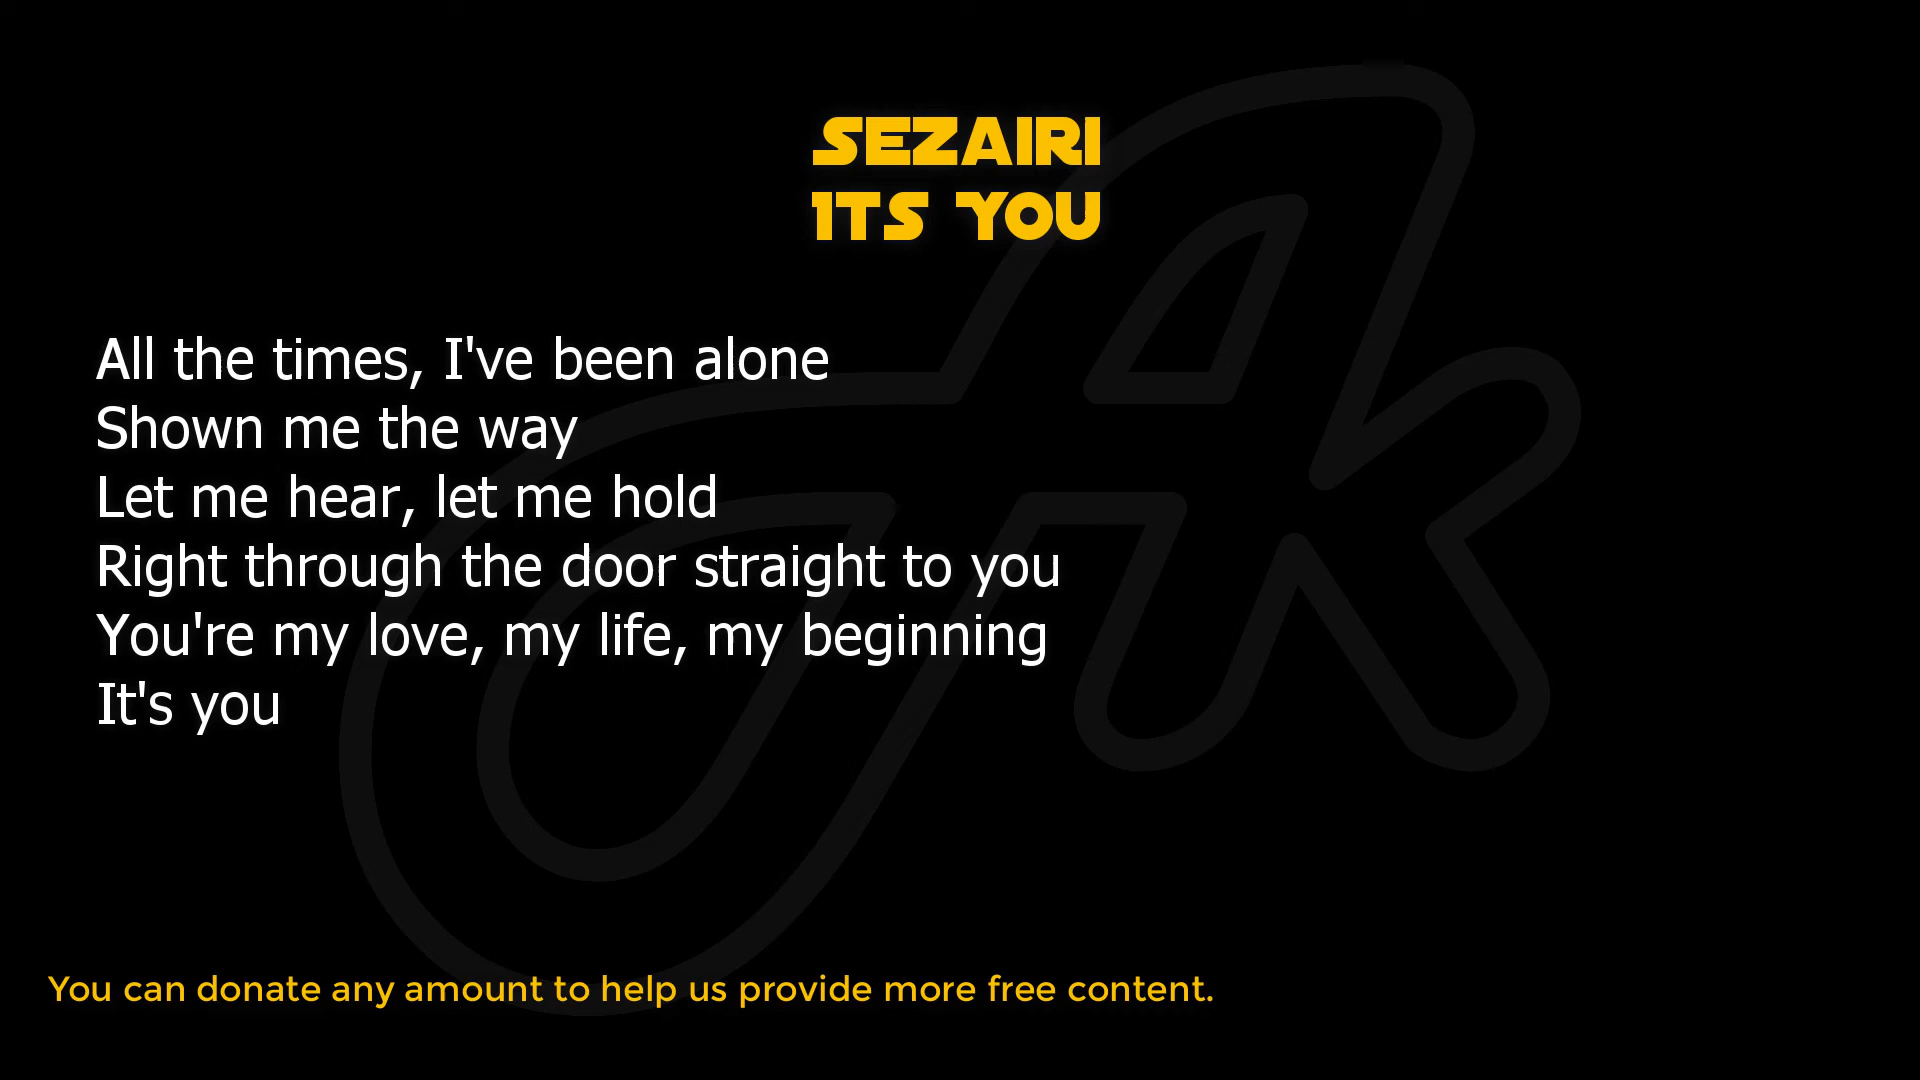 SEZAIRI
ITS YOU
All the times, I've been alone
Shown me the way
Let me hear, let me hold
Right through the door straight to you
You're my love, my life, my beginning
It's you
You can donate any amount to help us provide more free content.